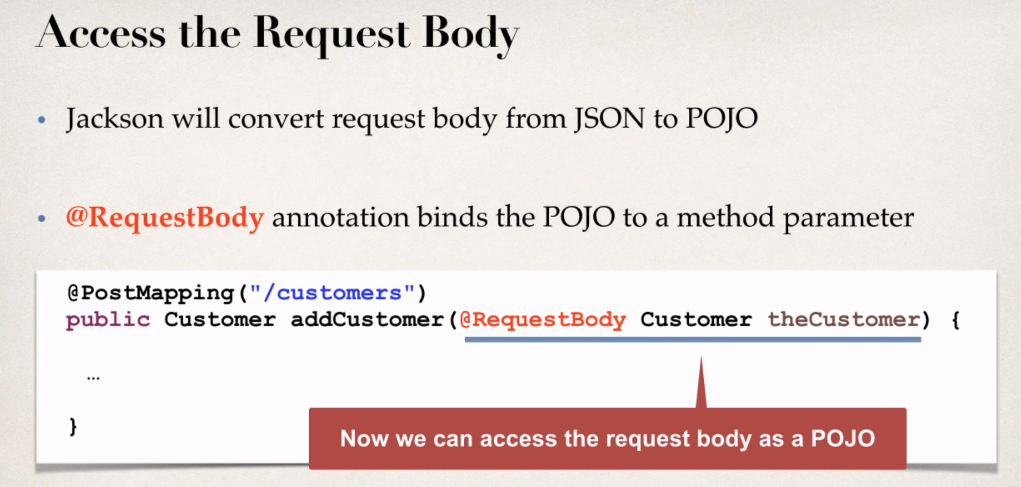 Access the Request Body
• Jackson will convert request body from JSON to POJO
• @RequestBody annotation binds the POJO to a method parameter
@PostMapping("/customers")
public Customer addCustomer(@RequestBody Customer theCustomer) {
...
}
Now we can access the request body as a POJO